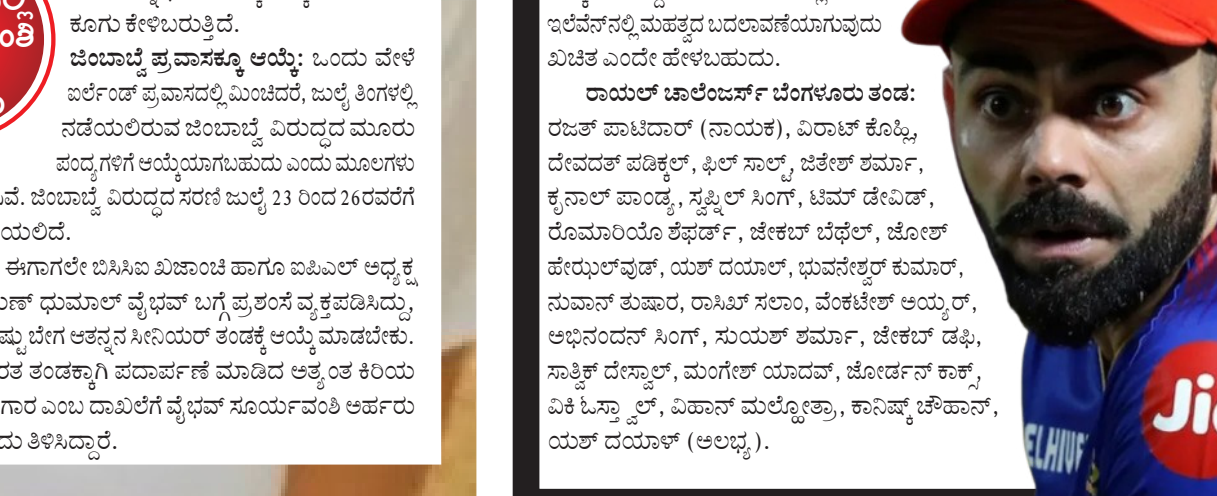 ಕೂಗು ಕೇಳಿಬರುತ್ತಿದೆ.
ಜಿಂಬಾಬ್ವೆ ಪ್ರವಾಸಕ್ಕೂ ಆಯ್ಕೆ: ಒಂದು ವೇಳೆ
ಐರ್ಲೆಂಡ್ ಪ್ರವಾಸದಲ್ಲಿ ಮಿಂಚಿದರೆ, ಜುಲೈ ತಿಂಗಳಲ್ಲಿ
ನಡೆಯಲಿರುವ ಜಿಂಬಾಬ್ವೆ ವಿರುದ್ಧದ ಮೂರು
ಪಂದ್ಯಗಳಿಗೆ ಆಯ್ಕೆಯಾಗಬಹುದು ಎಂದು ಮೂಲಗಳು
ಜಿಂಬಾಬ್ವೆ ವಿರುದ್ಧದ ಸರಣಿ ಜುಲೈ 23 ರಿಂದ 26ರವರೆಗೆ
ಯಲಿದೆ.
ಈಗಾಗಲೇ ಬಿಸಿಸಿಐ ಖಜಾಂಚಿ ಹಾಗೂ ಐಪಿಎಲ್ ಅಧ್ಯಕ್ಷ
ಧುಮಾಲ್ ವೈಭವ್ ಬಗ್ಗೆ ಪ್ರಶಂಸೆ ವ್ಯಕ್ತಪಡಿಸಿದ್ದು,
ಷ್ಟು ಬೇಗ ಆತನ್ನನ ಸೀನಿಯರ್ ತಂಡಕ್ಕೆ ಆಯ್ಕೆ ಮಾಡಬೇಕು.
ರತ ತಂಡಕ್ಕಾಗಿ ಪದಾರ್ಪಣೆ ಮಾಡಿದ ಅತ್ಯಂತ ಕಿರಿಯ
ಗಾರ ಎಂಬ ದಾಖಲೆಗೆ ವೈಭವ್ ಸೂರ್ಯವಂಶಿ ಅರ್ಹರು
ದು ತಿಳಿಸಿದ್ದಾರೆ.
ಇಲೆವೆನ್‌ನಲ್ಲಿ ಮಹತ್ವದ ಬದಲಾವಣೆಯಾಗುವುದು
ಖಚಿತ ಎಂದೇ ಹೇಳಬಹುದು.
ರಾಯಲ್ ಚಾಲೆಂಜರ್ಸ್ ಬೆಂಗಳೂರು ತಂಡ:
ರಜತ್ ಪಾಟಿದಾರ್ (ನಾಯಕ), ವಿರಾಟ್ ಕೊಹ್ಲಿ,
ದೇವದತ್ ಪಡಿಕ್ಕಲ್, ಫಿಲ್ ಸಾಲ್ಟ್, ಜಿತೇಶ್ ಶರ್ಮಾ,
ಕೃನಾಲ್ ಪಾಂಡ್ಯ, ಸ್ವಪ್ನಿಲ್ ಸಿಂಗ್, ಟಿಮ್ ಡೇವಿಡ್,
ರೊಮಾರಿಯೊ ಶೆಫರ್ಡ್, ಜೇಕಬ್ ಬೆಥೆಲ್, ಜೋಶ್
ಹೇಝಲ್‌ವುಡ್, ಯಶ್ ದಯಾಲ್, ಭುವನೇಶ್ವರ್ ಕುಮಾರ್,
ನುವಾನ್ ತುಷಾರ, ರಾಸಿಖ್ ಸಲಾಂ, ವೆಂಕಟೇಶ್ ಅಯ್ಯರ್,
ಅಭಿನಂದನ್ ಸಿಂಗ್, ಸುಯಶ್ ಶರ್ಮಾ, ಜೇಕಬ್ ಡಫಿ,
ಸಾತ್ವಿಕ್ ದೇಸ್ವಾಲ್, ಮಂಗೇಶ್ ಯಾದವ್, ಜೋರ್ಡನ್ ಕಾಕ್ಸ್,
ವಿಕಿ ಓಸ್ತ್ವಾಲ್, ವಿಹಾನ್ ಮಲ್ಹೋತ್ರಾ, ಕಾನಿಷ್ಕ್ ಚೌಹಾನ್,
ಯಶ್ ದಯಾಳ್ (ಅಲಭ್ಯ).